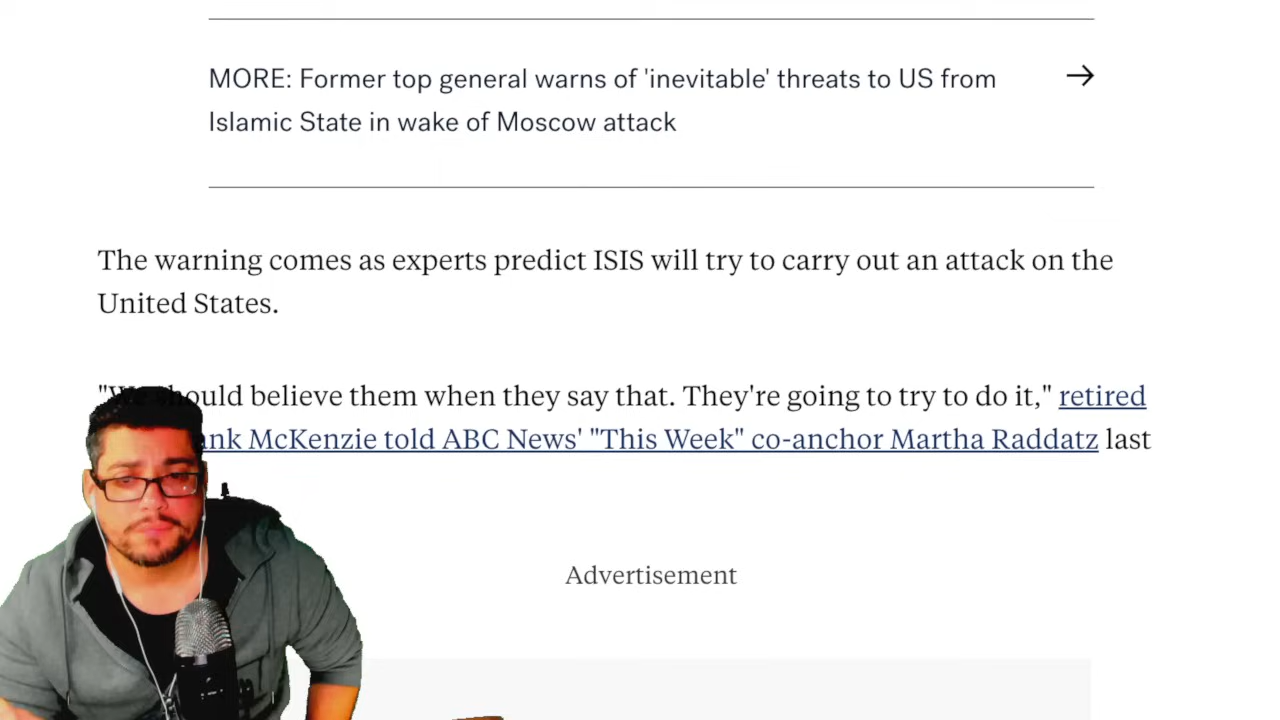 MORE: Former top general warns of 'inevitable' threats to US from
Islamic State in wake of Moscow attack
The warning comes as experts predict ISIS will try to carry out an attack on the
United States.
"We should believe them when they say that. They're going to try to do it," retired
McKenzie told ABC News' "This Week" co-anchor Martha Raddatz last
Advertisement